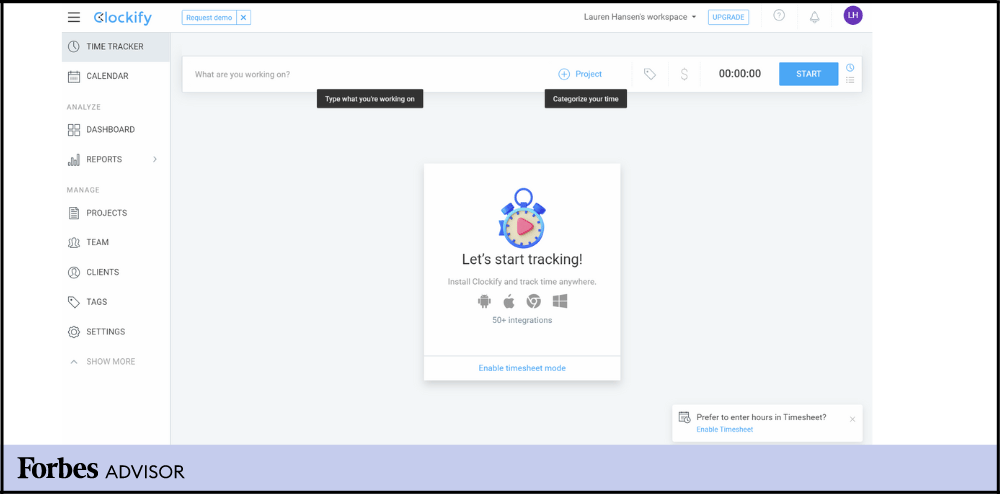 Clockify
Request demo
Lauren Hansen's workspace
UPGRADE
LH
TIME TRACKER
CALENDAR
ANALYZE
DASHBOARD
REPORTS
MANAGE
PROJECTS
TEAM
CLIENTS
TAGS
SETTINGS
SHOW MORE
What are you working on?
Project
$
00:00:00
START
Type what you're working on
Categorize your time
Let's start tracking!
Install Clockify and track time anywhere.
50+ integrations
Enable timesheet mode
Prefer to enter hours in Timesheet?
Enable Timesheet
Forbes ADVISOR